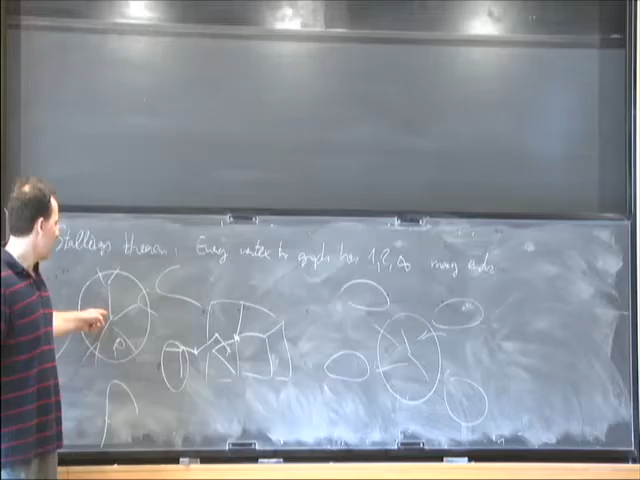 Stallings theorem. Every vertex tr graph has 1,2,∞ many ends